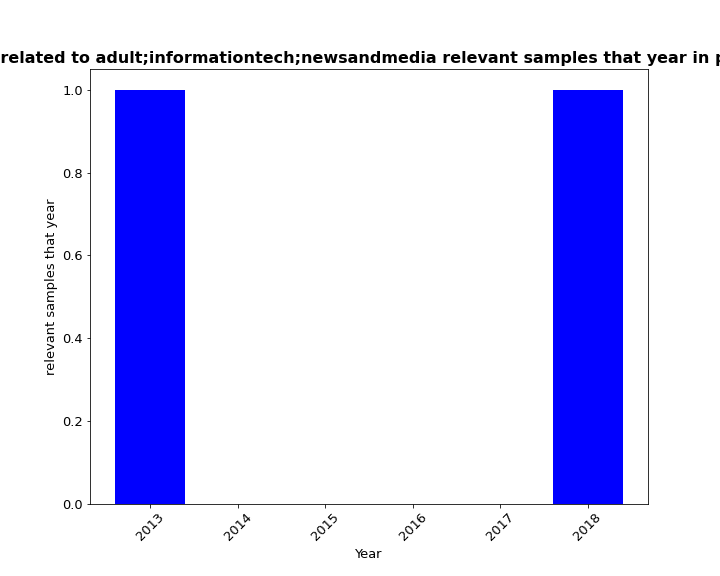 related to adult;informationtech;newsandmedia relevant samples that year in
1.0
0.8
0.6
0.4
0.2
0.0
relevant samples that year
2013 2014 2015 2016 2017 2018
Year